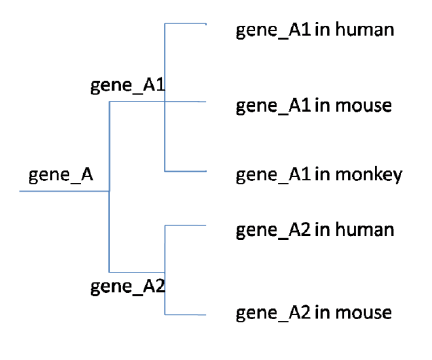 gene_A1 in human
gene_A1
gene_A1 in mouse
gene_A
gene_A1 in monkey
gene_A2 in human
gene_A2
gene_A2 in mouse